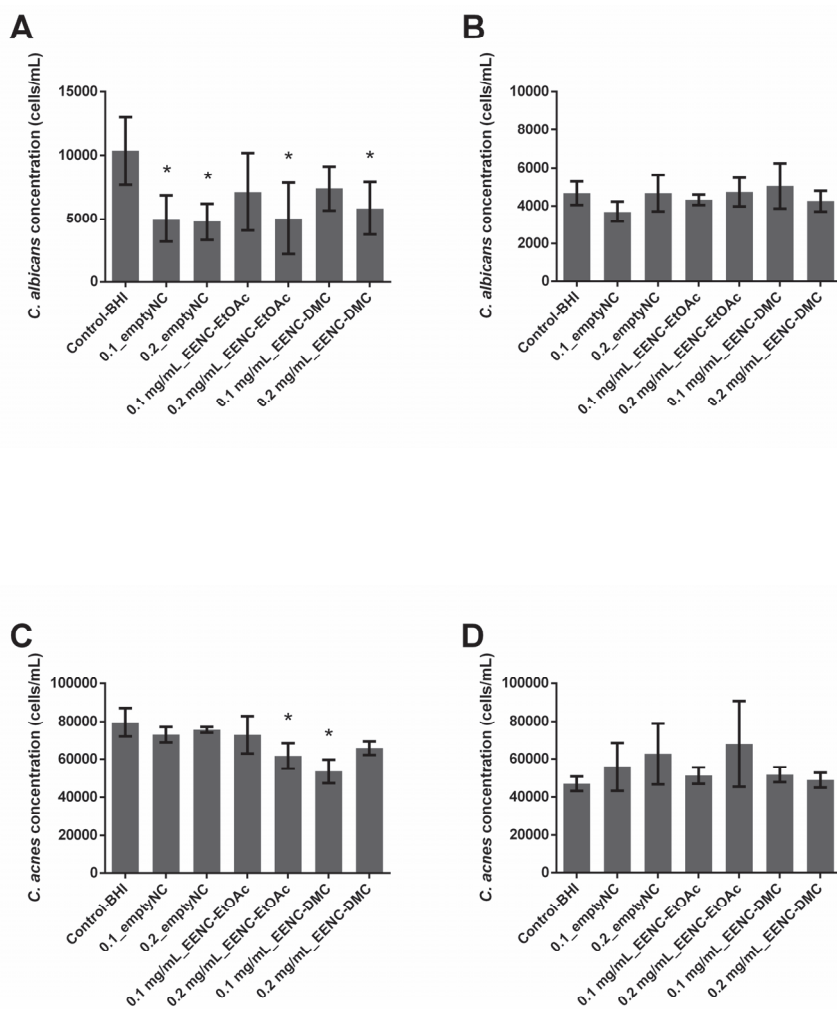 A
C. albicans concentration (cells/mL)
15000
10000
5000
0
*
*
*
*
Control-BHI
0.1_emptyNC
0.2_emptyNC
0.1 mg/mL_EENC-EtOAc
0.2 mg/mL_EENC-EtOAc
0.1 mg/mL_EENC-DMC
0.2 mg/mL_EENC-DMC
B
C. albicans concentration (cells/mL)
10000
8000
6000
4000
2000
0
Control-BHI
0.1_emptyNC
0.2_emptyNC
0.1 mg/mL_EENC-EtOAc
0.2 mg/mL_EENC-EtOAc
0.1 mg/mL_EENC-DMC
0.2 mg/mL_EENC-DMC
C
C. acnes concentration (cells/mL)
100000
80000
60000
40000
20000
0
*
*
Control-BHI
0.1_emptyNC
0.2_emptyNC
0.1 mg/mL_EENC-EtOAc
0.2 mg/mL_EENC-EtOAc
0.1 mg/mL_EENC-DMC
0.2 mg/mL_EENC-DMC
D
C. acnes concentration (cells/mL)
100000
80000
60000
40000
20000
0
Control-BHI
0.1_emptyNC
0.2_emptyNC
0.1 mg/mL_EENC-EtOAc
0.2 mg/mL_EENC-EtOAc
0.1 mg/mL_EENC-DMC
0.2 mg/mL_EENC-DMC